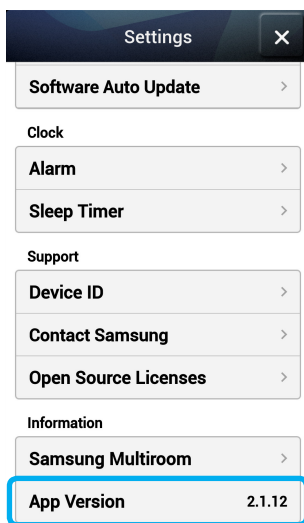 Settings
Software Auto Update
Clock
Alarm
Sleep Timer
Support
Device ID
Contact Samsung
Open Source Licenses
Information
Samsung Multiroom
App Version 2.1.12